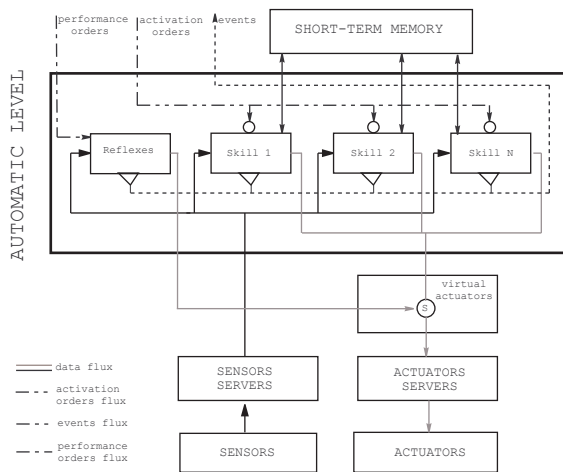 performance
orders
activation
orders
events
SHORT-TERM MEMORY
AUTOMATIC LEVEL
Reflexes
Skill 1
Skill 2
Skill N
virtual
actuators
S
data flux
activation
orders flux
events flux
performance
orders flux
SENSORS
SERVERS
ACTUATORS
SERVERS
SENSORS
ACTUATORS